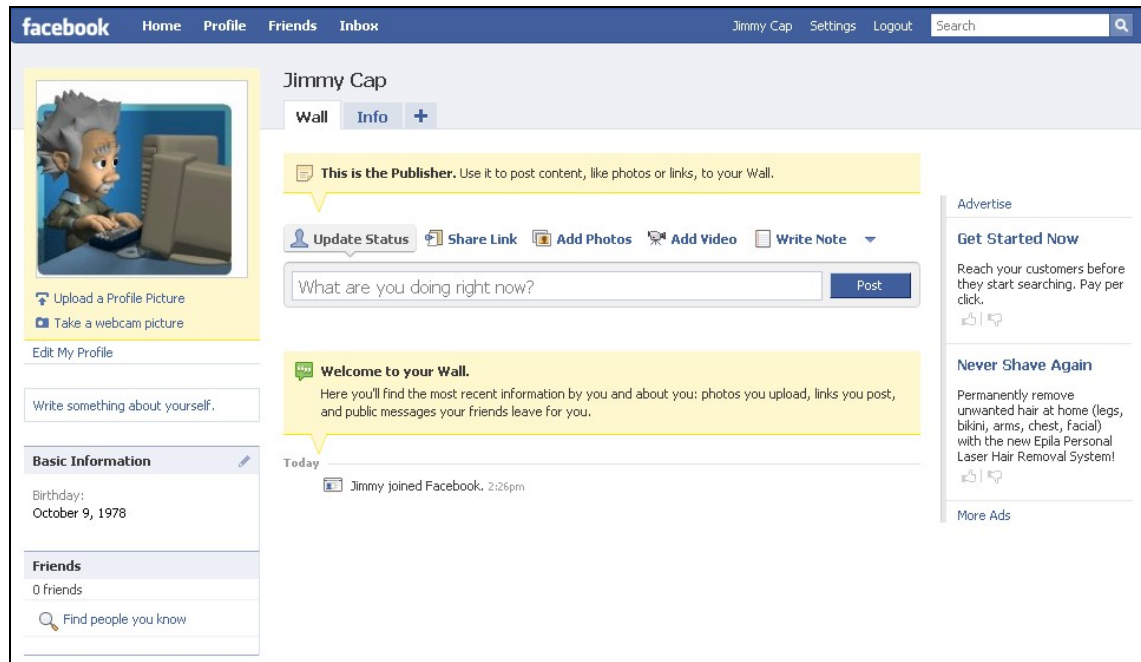 facebook Home Profile Friends Inbox Jimmy Cap Settings Logout Search
Jimmy Cap
Wall Info +
Upload a Profile Picture
Take a webcam picture
Edit My Profile
Write something about yourself.
Basic Information
Birthday:
October 9, 1978
Friends
0 friends
Find people you know
This is the Publisher. Use it to post content, like photos or links, to your Wall.
Update Status Share Link Add Photos Add Video Write Note
What are you doing right now? Post
Welcome to your Wall.
Here you'll find the most recent information by you and about you: photos you upload, links you post,
and public messages your friends leave for you.
Today
Jimmy joined Facebook. 2:26pm
Advertise
Get Started Now
Reach your customers before
they start searching. Pay per
click.
Never Shave Again
Permanently remove
unwanted hair at home (legs,
bikini, arms, chest, facial)
with the new Epila Personal
Laser Hair Removal System!
More Ads